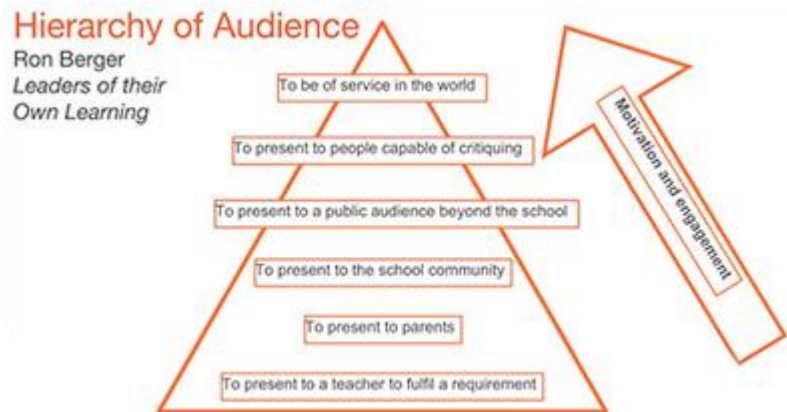 Hierarchy of Audience
Ron Berger
Leaders of their
Own Learning
To be of service in the world
To present to people capable of critiquing
To present to a public audience beyond the school
To present to the school community
To present to parents
To present to a teacher to fulfil a requirement
Motivation and engagement